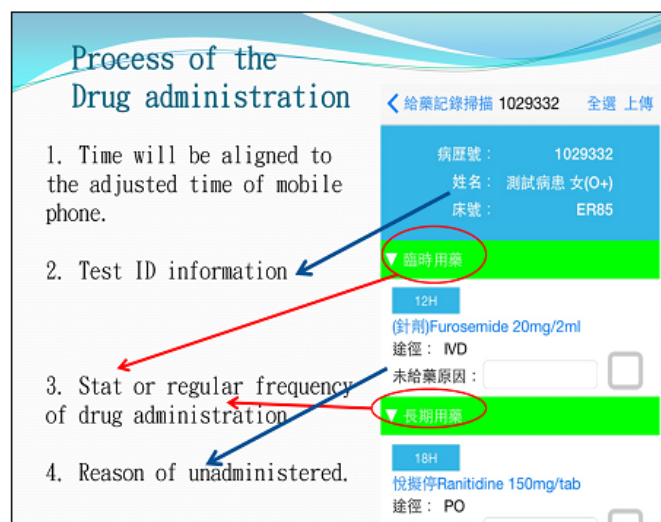 Process of the
Drug administration
1. Time will be aligned to
the adjusted time of mobile
phone.
2. Test ID information
3. Stat or regular frequency
of drug administration
4. Reason of unadministered.
給藥記錄掃描 1029332 全選 上傳
病歷號： 1029332
姓名： 測試病患 女(O+)
床號： ER85
▼ 臨時用藥
12H
(針劑)Furosemide 20mg/2ml
途徑： IVD
未給藥原因：
▼ 長期用藥
18H
悅擬停Ranitidine 150mg/tab
途徑： PO